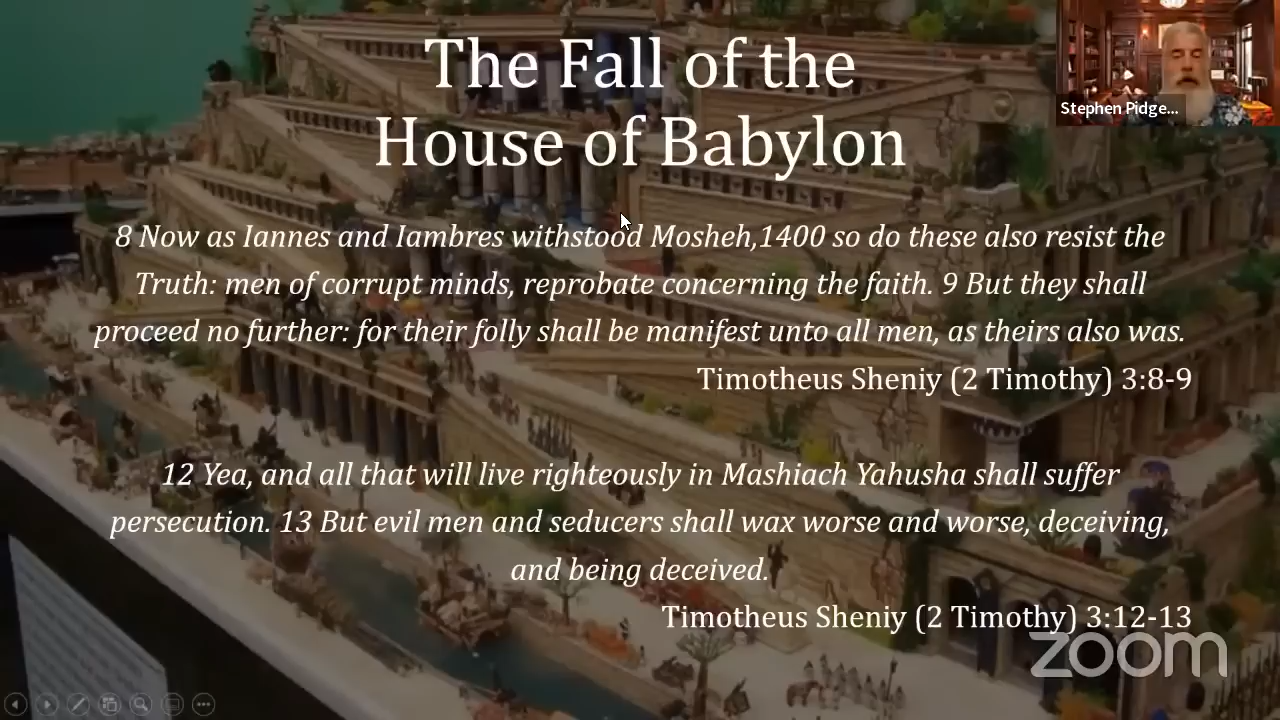 The Fall of the
House of Babylon
Stephen Pidge...
8 Now as Iannes and Iambres withstood Mosheh,1400 so do these also resist the
Truth: men of corrupt minds, reprobate concerning the faith. 9 But they shall
proceed no further: for their folly shall be manifest unto all men, as theirs also was.
Timotheus Sheniy (2 Timothy) 3:8-9
12 Yea, and all that will live righteously in Mashiach Yahusha shall suffer
persecution. 13 But evil men and seducers shall wax worse and worse, deceiving,
and being deceived.
Timotheus Sheniy (2 Timothy) 3:12-13
zoom